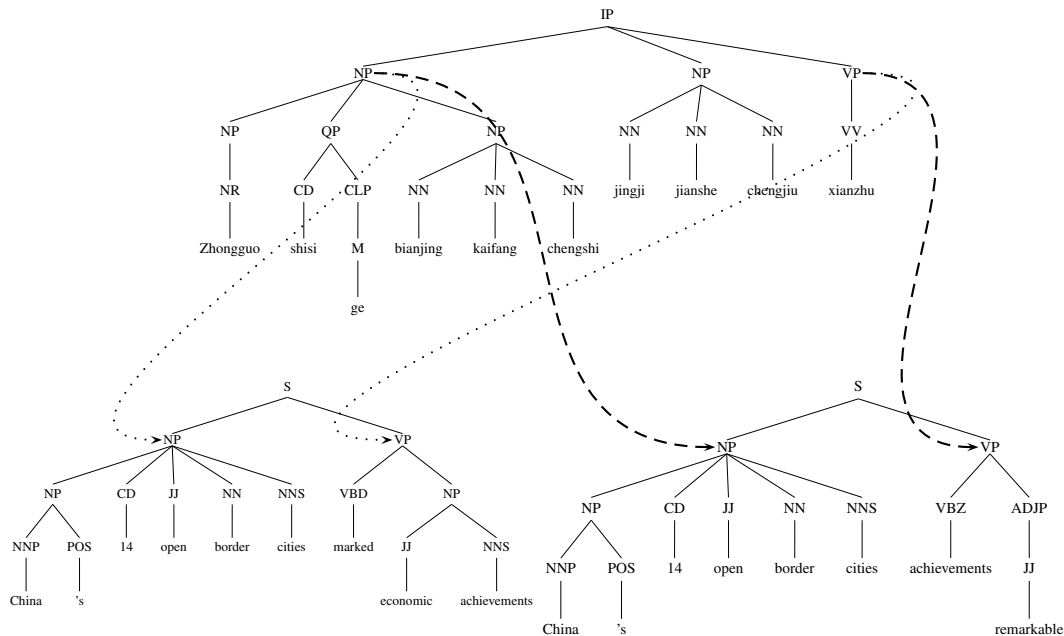 IP
NP NP VP
NP QP NP NN NN NN VV
NR CD CLP NN NN NN jingji jianshe chengjiu xianzhu
Zhongguo shisi M bianjing kaifang chengshi
ge
S S
NP VP NP VP
NP CD JJ NN NNS VBD NP NP CD JJ NN NNS VBZ ADJP
NNP POS 14 open border cities marked JJ NNS NNP POS 14 open border cities achievements JJ
China 's economic achievements China 's remarkable